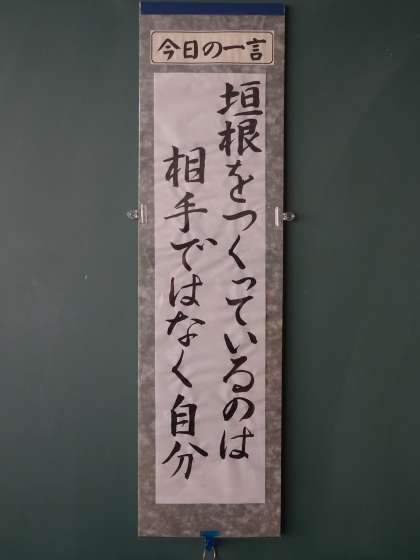 今日の一言
垣根をつくっているのは
相手ではなく自分